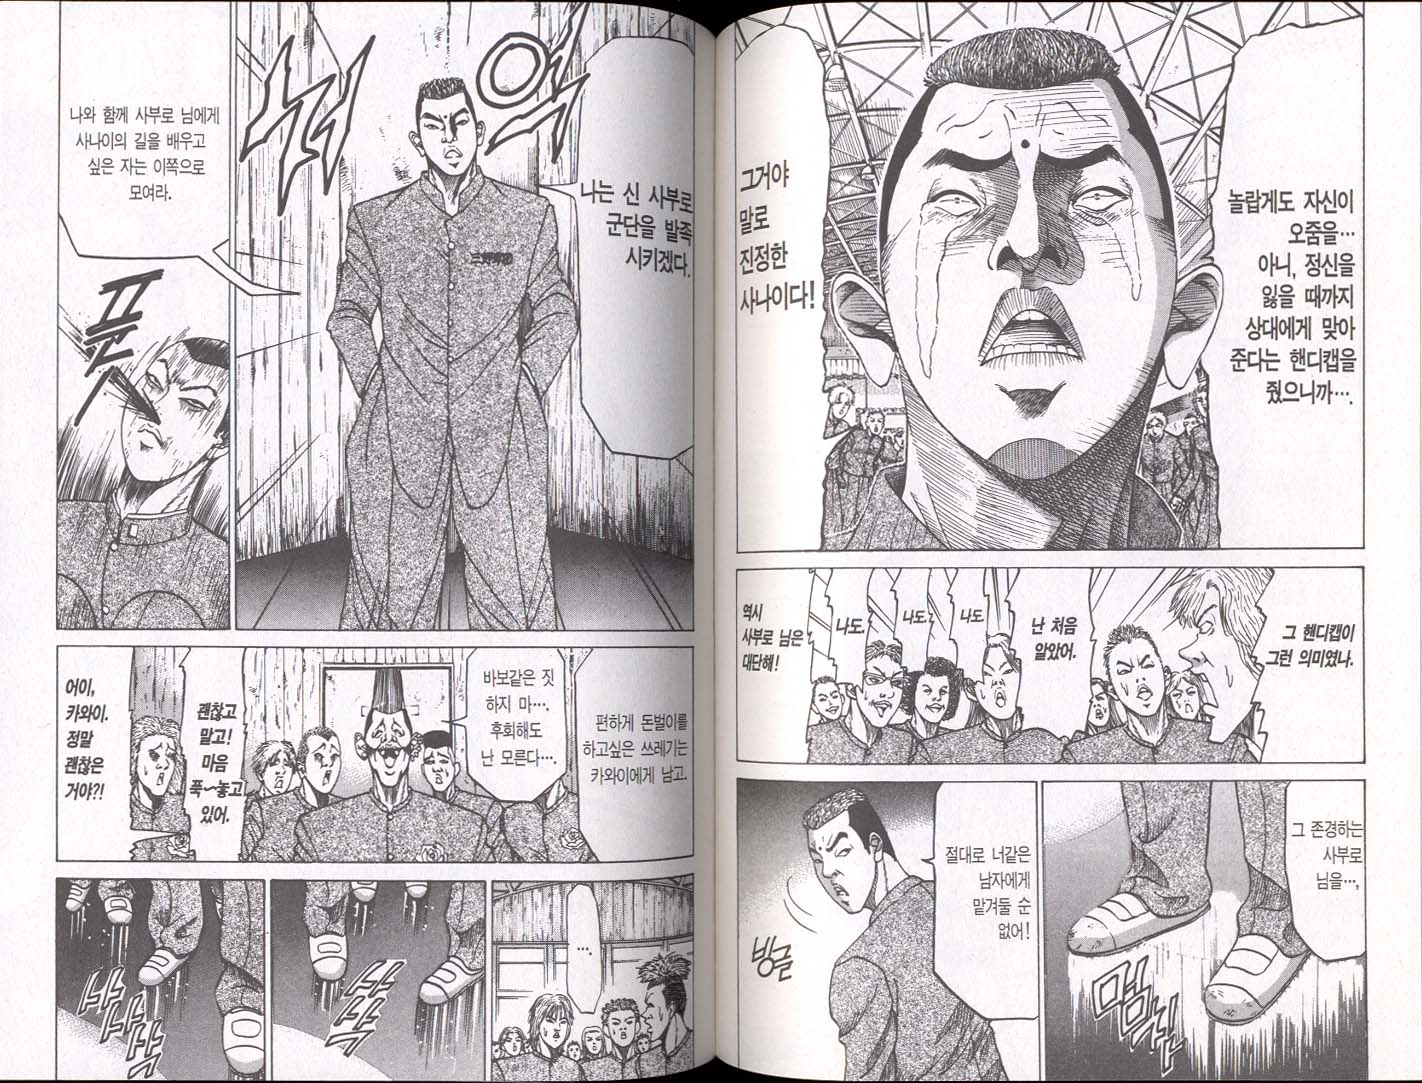 놀랍게도 자신이
오줌을…
아니, 정신을
잃을 때까지
상대에게 맞아
준다는 핸디캡을
줬으니까….
그거야
말로
진정한
사나이다!
그 핸디캡이
그런 의미였나.
난 처음
알았어.
나도.
나도.
나도.
역시
사부로 님은
대단해!
그 존경하는
사부로
님을…,
멈칫
절대로 너같은
남자에게
맡겨둘 순
없어!
빙글
나는 신 사부로
군단을 발족
시키겠다.
나와 함께 사부로 님에게
사나이의 길을 배우고
싶은 자는 이쪽으로
모여라.
편하게 돈벌이를
하고싶은 쓰레기는
카와이에게 남고.
바보같은 짓
하지 마….
후회해도
난 모른다….
괜찮고
말고!
마음
폭~놓고
있어.
어이,
카와이.
정말
괜찮은
거야?!
…